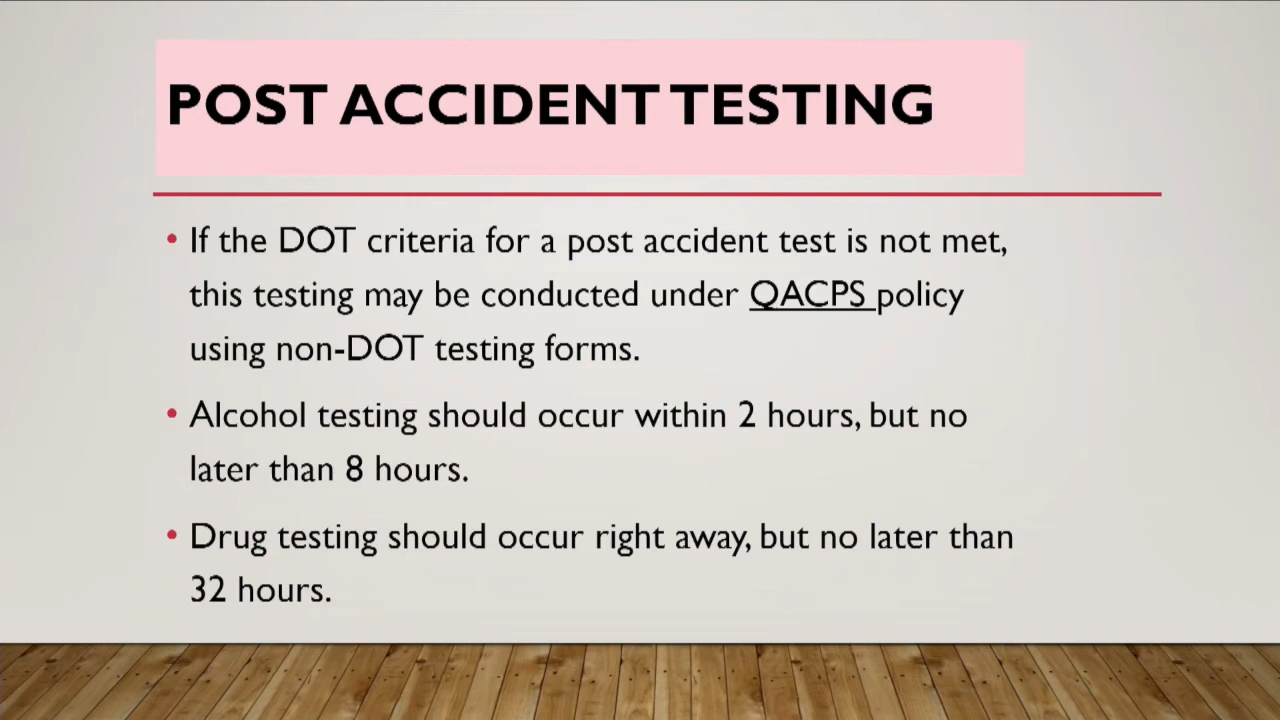 POST ACCIDENT TESTING
• If the DOT criteria for a post accident test is not met,
this testing may be conducted under QACPS policy
using non-DOT testing forms.
• Alcohol testing should occur within 2 hours, but no
later than 8 hours.
• Drug testing should occur right away, but no later than
32 hours.